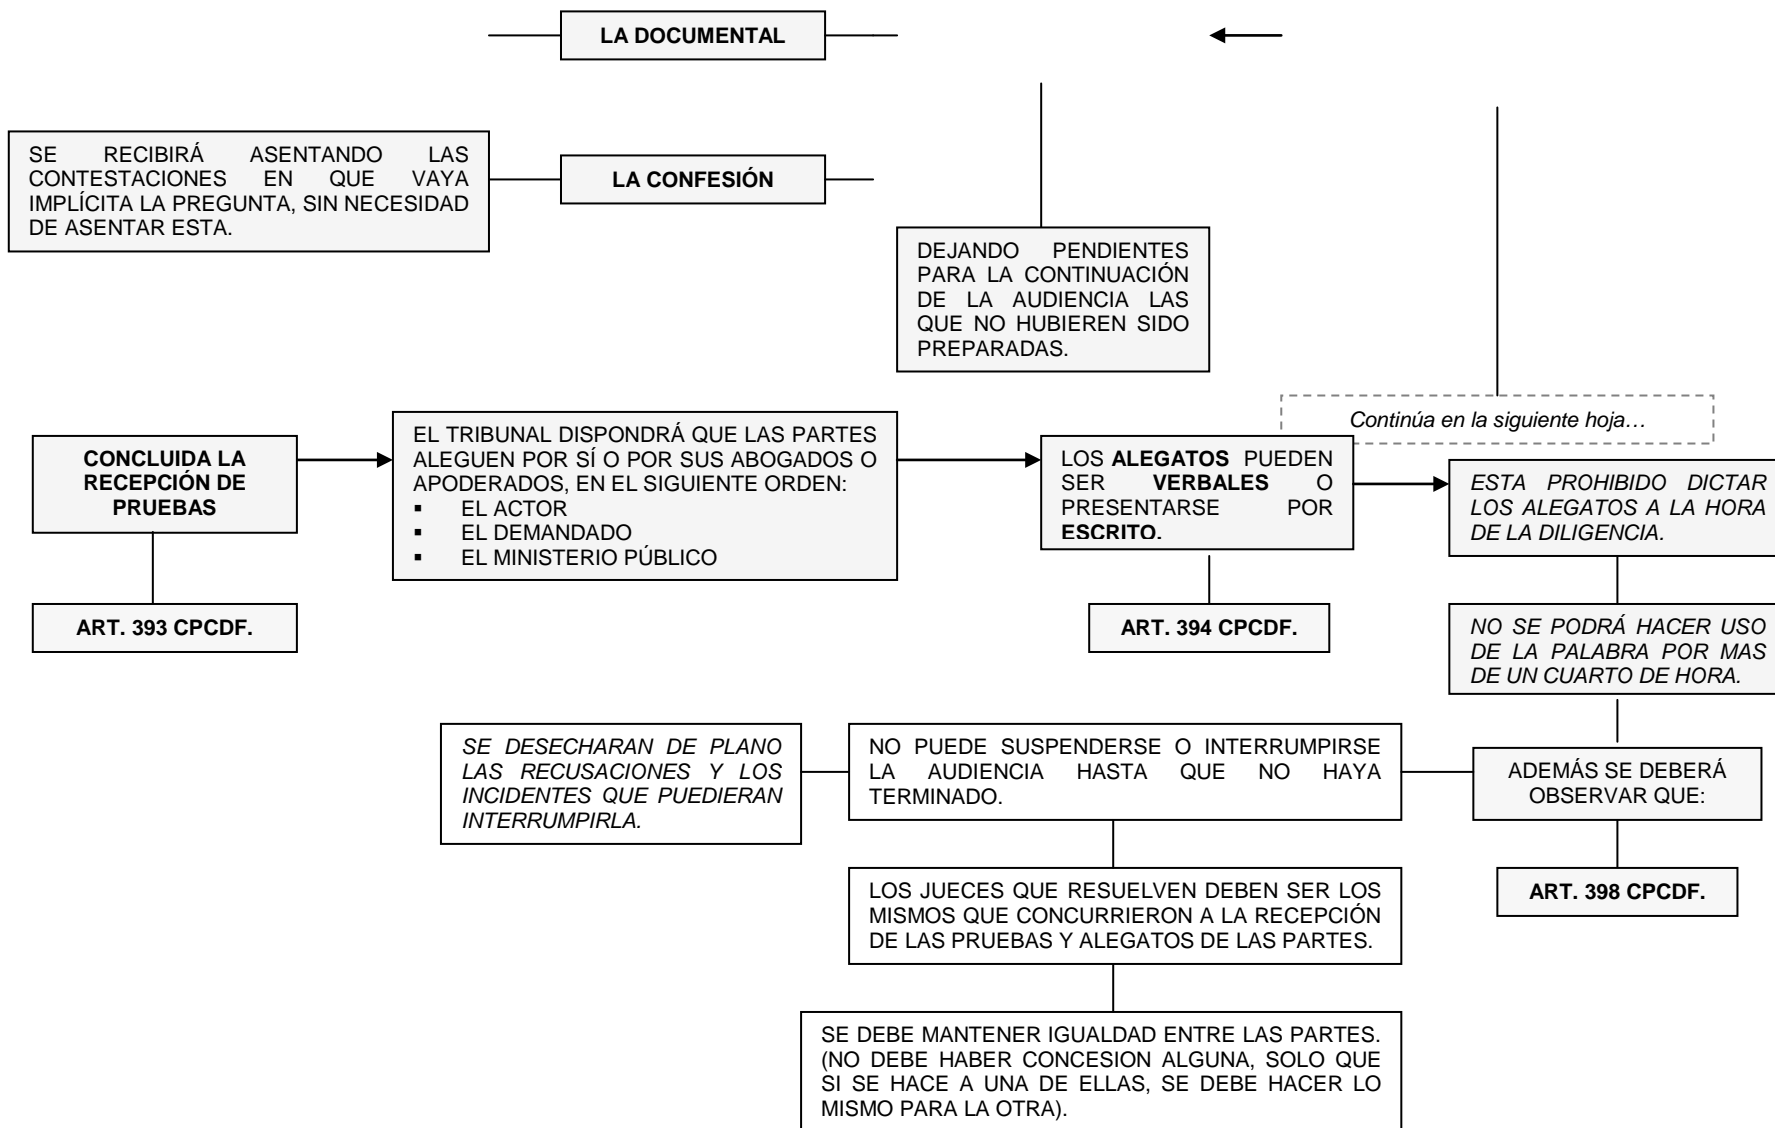 LA DOCUMENTAL
SE RECIBIRÁ ASENTANDO LAS
CONTESTACIONES EN QUE VAYA
IMPLÍCITA LA PREGUNTA, SIN NECESIDAD
DE ASENTAR ESTA.
LA CONFESIÓN
DEJANDO PENDIENTES
PARA LA CONTINUACIÓN
DE LA AUDIENCIA LAS
QUE NO HUBIEREN SIDO
PREPARADAS.
Continúa en la siguiente hoja…
CONCLUIDA LA
RECEPCIÓN DE
PRUEBAS
EL TRIBUNAL DISPONDRÁ QUE LAS PARTES
ALEGUEN POR SÍ O POR SUS ABOGADOS O
APODERADOS, EN EL SIGUIENTE ORDEN:
▪ EL ACTOR
▪ EL DEMANDADO
▪ EL MINISTERIO PÚBLICO
LOS ALEGATOS PUEDEN
SER VERBALES O
PRESENTARSE POR
ESCRITO.
ESTA PROHIBIDO DICTAR
LOS ALEGATOS A LA HORA
DE LA DILIGENCIA.
ART. 393 CPCDF.
ART. 394 CPCDF.
NO SE PODRÁ HACER USO
DE LA PALABRA POR MAS
DE UN CUARTO DE HORA.
SE DESECHARAN DE PLANO
LAS RECUSACIONES Y LOS
INCIDENTES QUE PUEDIERAN
INTERRUMPIRLA.
NO PUEDE SUSPENDERSE O INTERRUMPIRSE
LA AUDIENCIA HASTA QUE NO HAYA
TERMINADO.
ADEMÁS SE DEBERÁ
OBSERVAR QUE:
LOS JUECES QUE RESUELVEN DEBEN SER LOS
MISMOS QUE CONCURRIERON A LA RECEPCIÓN
DE LAS PRUEBAS Y ALEGATOS DE LAS PARTES.
ART. 398 CPCDF.
SE DEBE MANTENER IGUALDAD ENTRE LAS PARTES.
(NO DEBE HABER CONCESION ALGUNA, SOLO QUE
SI SE HACE A UNA DE ELLAS, SE DEBE HACER LO
MISMO PARA LA OTRA).